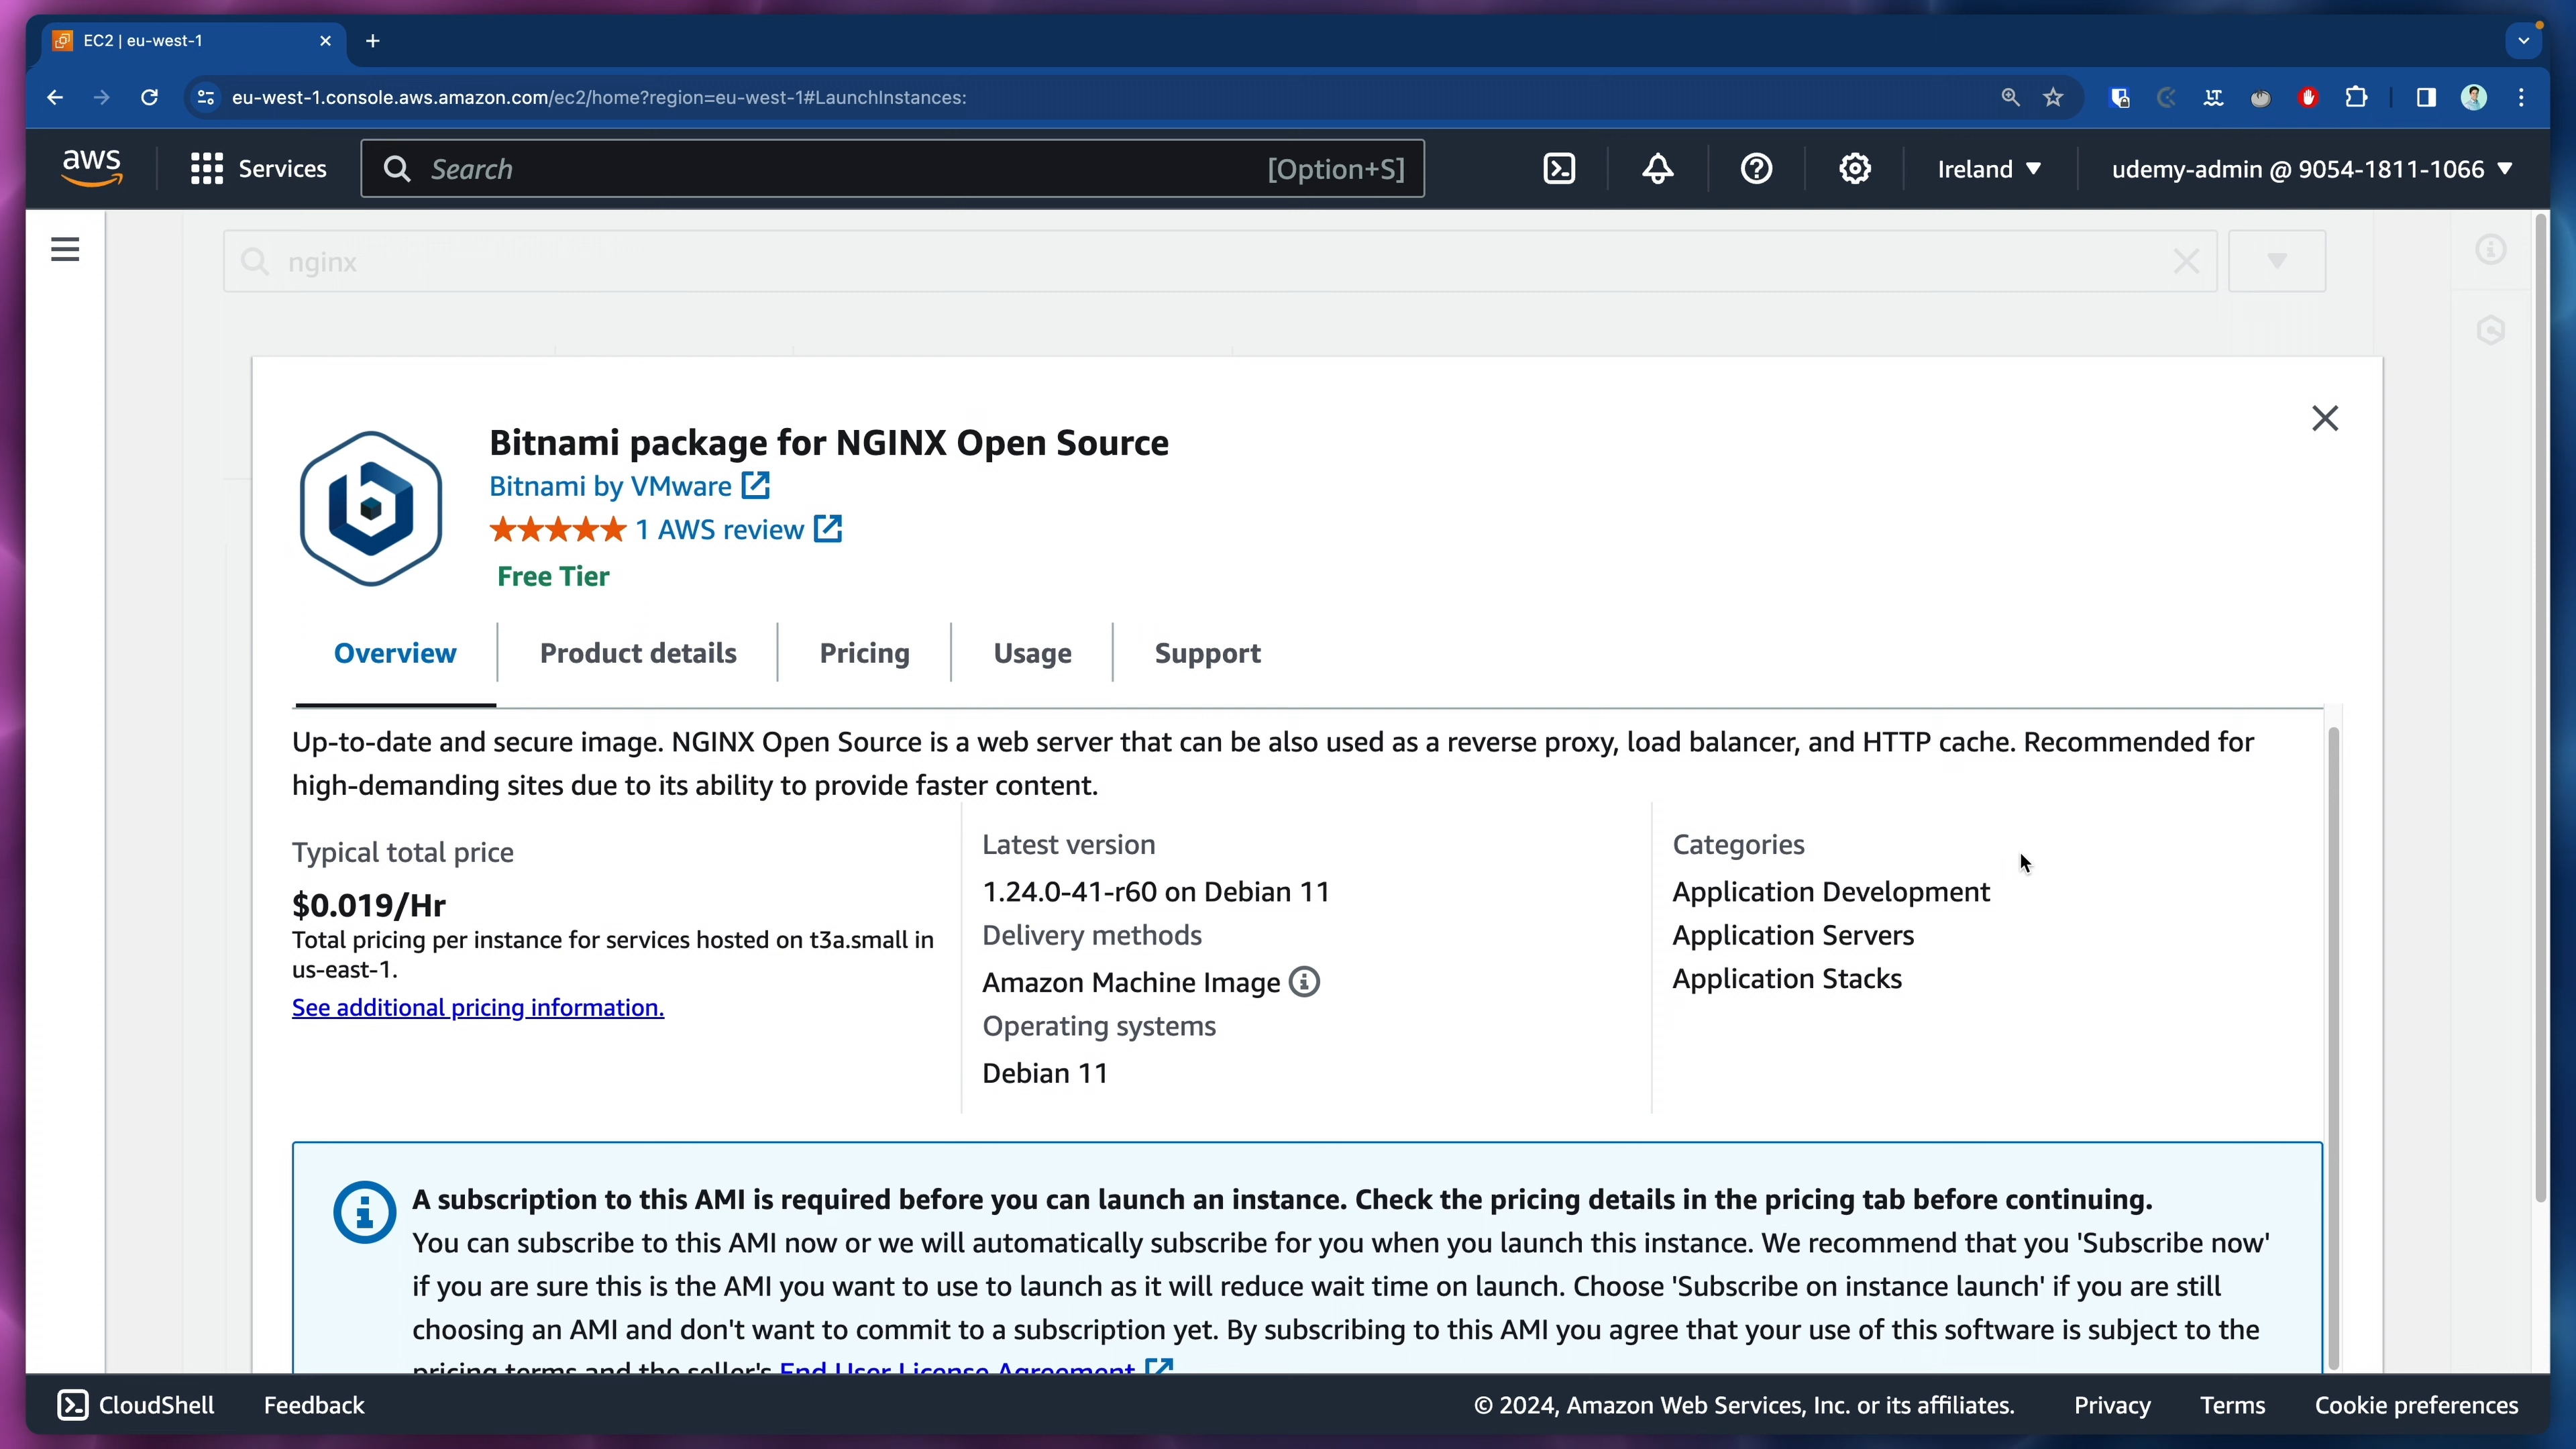 EC2 | eu-west-1
eu-west-1.console.aws.amazon.com/ec2/home?region=eu-west-1#LaunchInstances:
aws
Services
Search
[Option+S]
Ireland
udemy-admin @ 9054-1811-1066
nginx
Bitnami package for NGINX Open Source
Bitnami by VMware
1 AWS review
Free Tier
Overview
Product details
Pricing
Usage
Support
Up-to-date and secure image. NGINX Open Source is a web server that can be also used as a reverse proxy, load balancer, and HTTP cache. Recommended for
high-demanding sites due to its ability to provide faster content.
Typical total price
$0.019/Hr
Total pricing per instance for services hosted on t3a.small in
us-east-1.
See additional pricing information.
Latest version
1.24.0-41-r60 on Debian 11
Delivery methods
Amazon Machine Image
Operating systems
Debian 11
Categories
Application Development
Application Servers
Application Stacks
A subscription to this AMI is required before you can launch an instance. Check the pricing details in the pricing tab before continuing.
You can subscribe to this AMI now or we will automatically subscribe for you when you launch this instance. We recommend that you 'Subscribe now'
if you are sure this is the AMI you want to use to launch as it will reduce wait time on launch. Choose 'Subscribe on instance launch' if you are still
choosing an AMI and don't want to commit to a subscription yet. By subscribing to this AMI you agree that your use of this software is subject to the
pricing terms and the seller's End User License Agreement
CloudShell
Feedback
© 2024, Amazon Web Services, Inc. or its affiliates.
Privacy
Terms
Cookie preferences